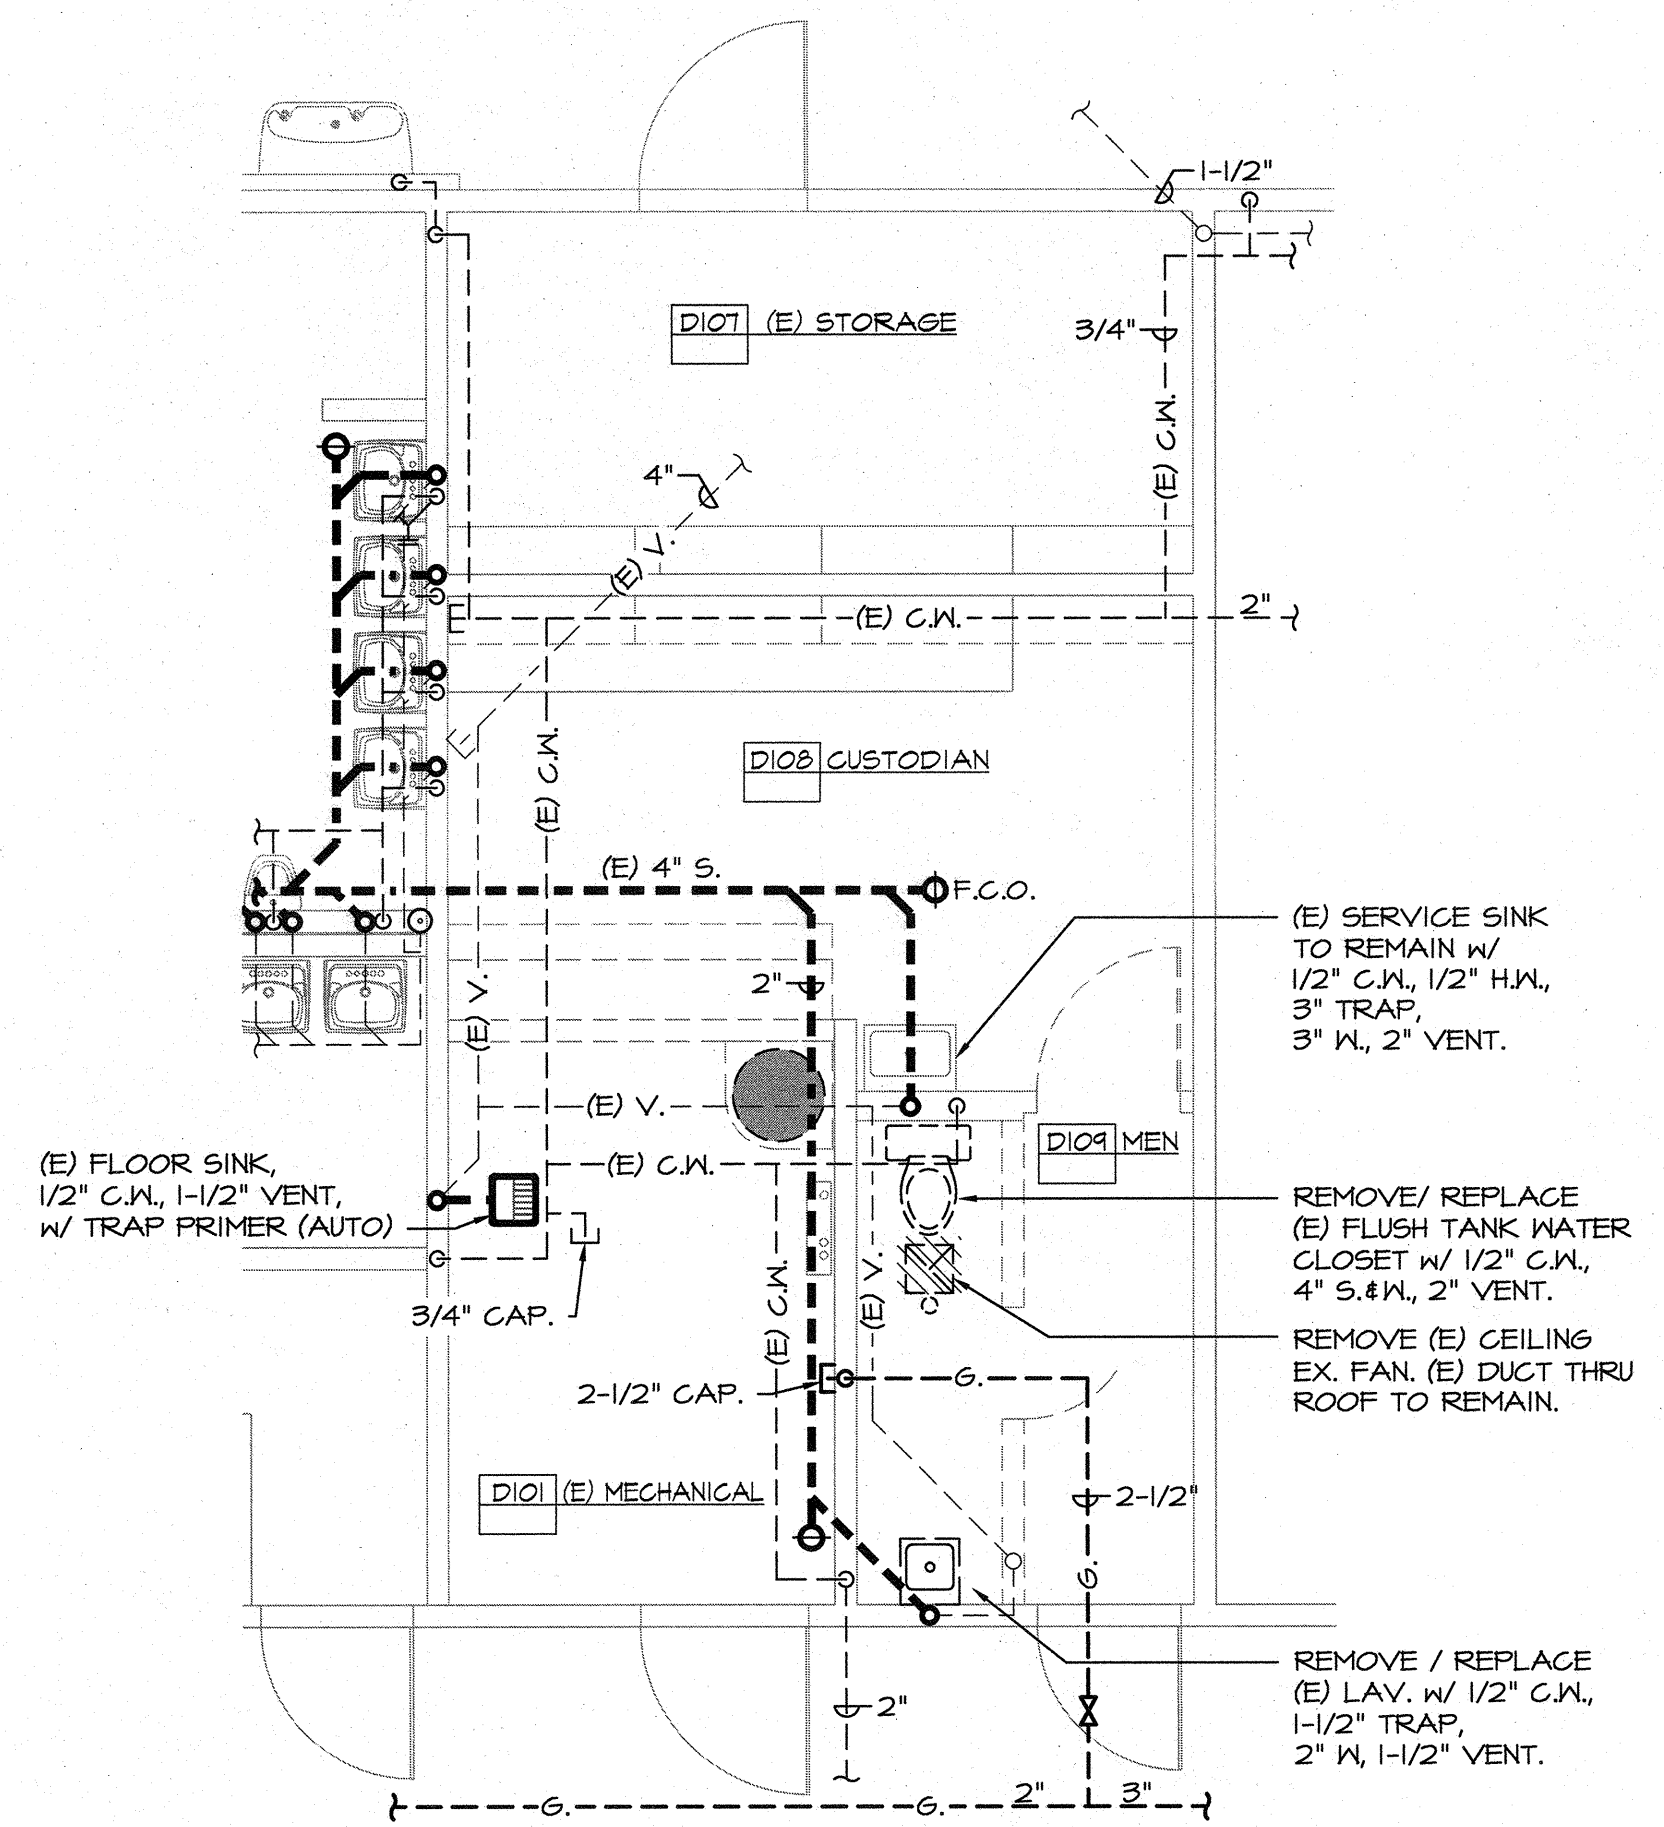 1-1/2"
D107 (E) STORAGE
3/4"
(E) C.W.
4"
(E) V.
(E) C.W.
2"
(E) C.W.
D108 CUSTODIAN
(E) 4" S.
F.C.O.
(E) SERVICE SINK
TO REMAIN W/
1/2" C.W., 1/2" H.W.,
3" TRAP,
3" W., 2" VENT.
2"
(E) V.
(E) V.
D109 MEN
(E) C.W.
(E) FLOOR SINK,
1/2" C.W., 1-1/2" VENT,
W/ TRAP PRIMER (AUTO)
REMOVE/ REPLACE
(E) FLUSH TANK WATER
CLOSET W/ 1/2" C.W.,
4" S.&W., 2" VENT.
3/4" CAP.
(E) C.W.
(E) V.
REMOVE (E) CEILING
EX. FAN. (E) DUCT THRU
ROOF TO REMAIN.
2-1/2" CAP.
G.
D101 (E) MECHANICAL
2-1/2"
G.
REMOVE / REPLACE
(E) LAV. W/ 1/2" C.W.,
1-1/2" TRAP,
2" W, 1-1/2" VENT.
2"
G.
G.
2"
3"